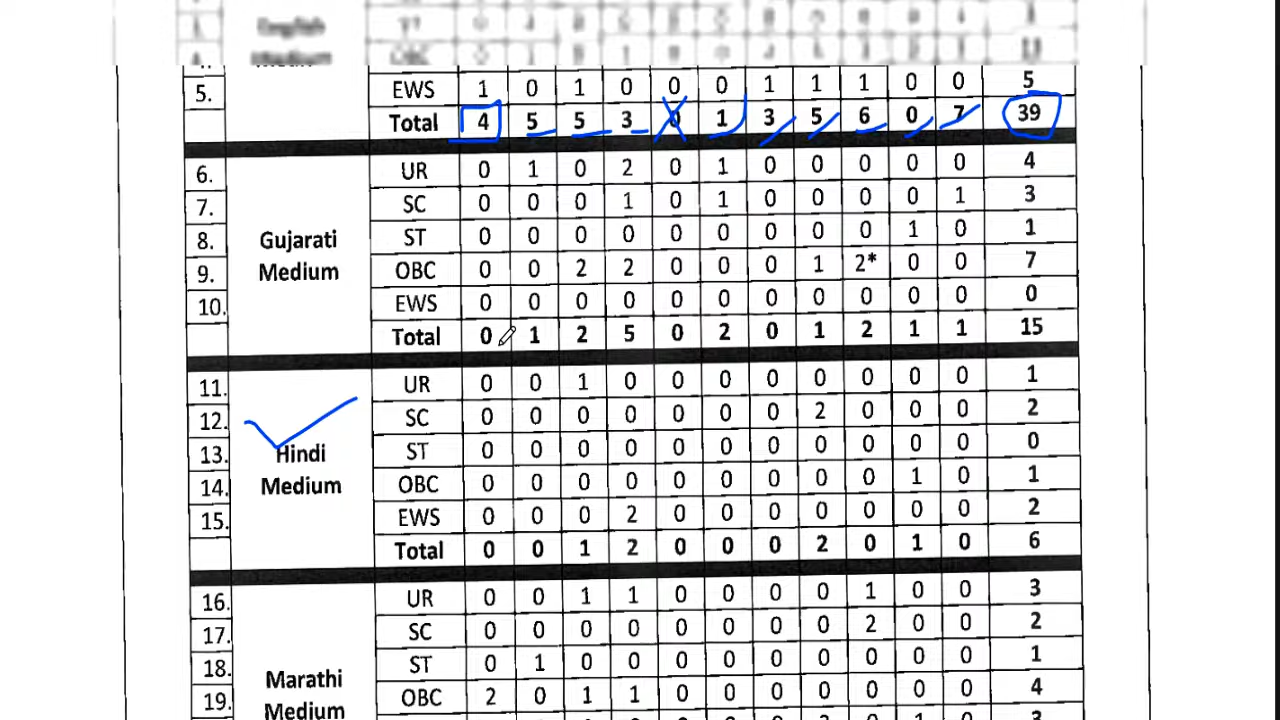 3. English ST 0
4. Medium OBC 0 1 1 0 13
5. EWS 1 0 1 0 0 0 1 1 1 0 0 5
Total 4 5 5 3 1 3 5 6 0 7 39
6. UR 0 1 0 2 0 1 0 0 0 0 0 4
7. SC 0 0 0 1 0 1 0 0 0 0 1 3
8. Gujarati ST 0 0 0 0 0 0 0 0 0 1 0 1
9. Medium OBC 0 0 2 2 0 0 0 1 2* 0 0 7
10. EWS 0 0 0 0 0 0 0 0 0 0 0 0
Total 0 1 2 5 0 2 0 1 2 1 1 15
11. UR 0 0 1 0 0 0 0 0 0 0 0 1
12. SC 0 0 0 0 0 0 0 2 0 0 0 2
13. Hindi ST 0 0 0 0 0 0 0 0 0 0 0 0
14. Medium OBC 0 0 0 0 0 0 0 0 0 1 0 1
15. EWS 0 0 0 2 0 0 0 0 0 0 0 2
Total 0 0 1 2 0 0 0 2 0 1 0 6
16. UR 0 0 1 1 0 0 0 0 1 0 0 3
17. SC 0 0 0 0 0 0 0 0 2 0 0 2
18. ST 0 1 0 0 0 0 0 0 0 0 0 1
19. Marathi Medium OBC 2 0 1 1 0 0 0 0 0 0 0 4